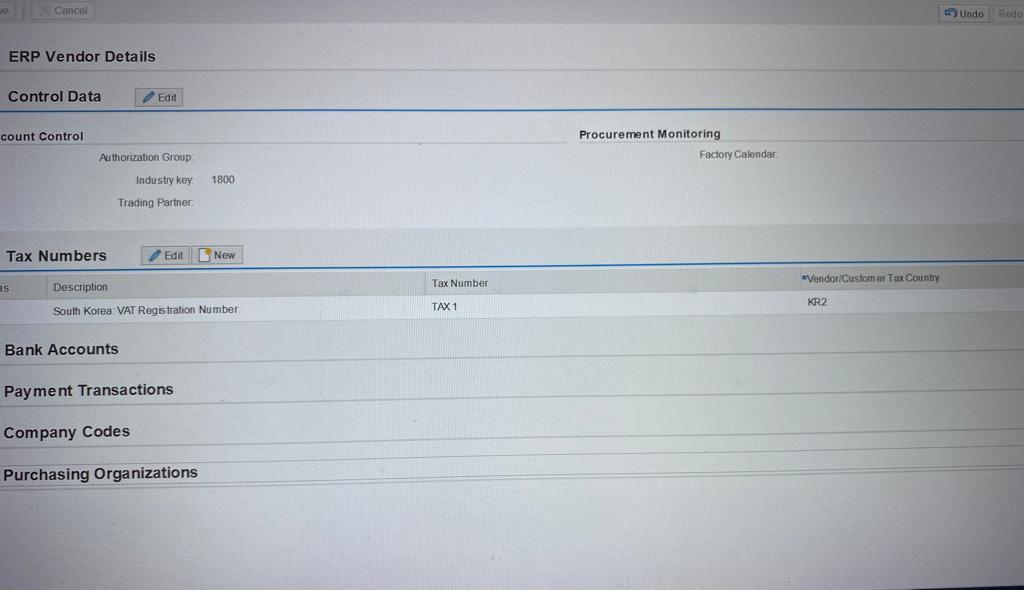 Cancel
Undo
Redo
ERP Vendor Details
Control Data
Edit
count Control
Procurement Monitoring
Authorization Group:
Factory Calendar:
Industry key: 1800
Trading Partner:
Tax Numbers
Edit
New
Description
Tax Number
*Vendor/Customer Tax Country
South Korea: VAT Registration Number
TAX 1
KR2
Bank Accounts
Payment Transactions
Company Codes
Purchasing Organizations